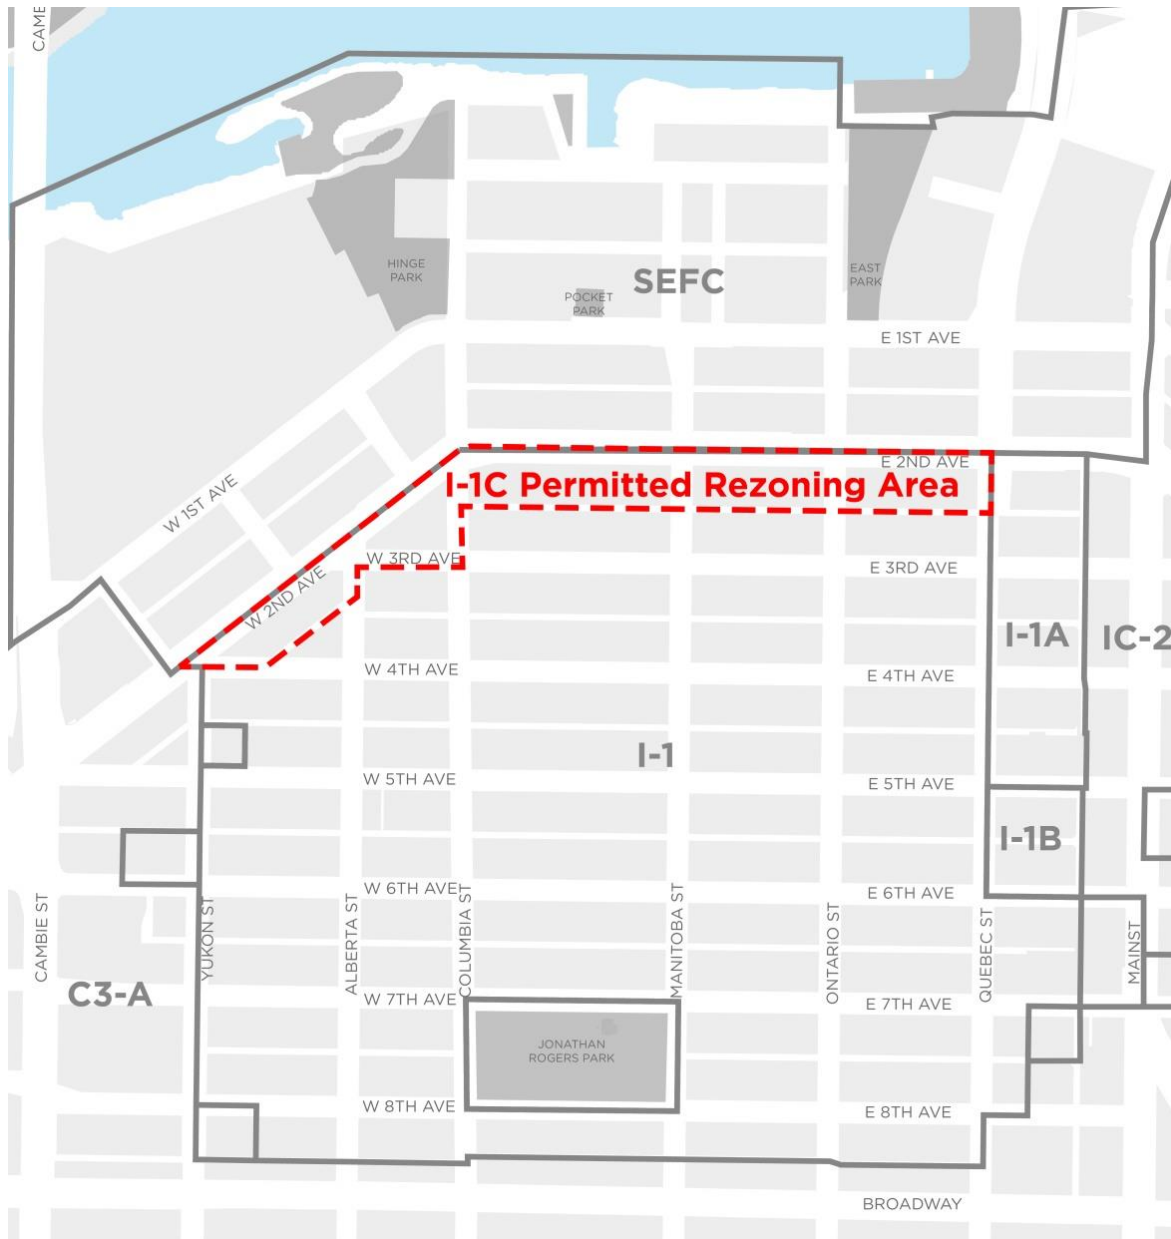 CAME
HINGE
PARK
SEFC
EAST
PARK
POCKET
PARK
E 1ST AVE
E 2ND AVE
I-1C Permitted Rezoning Area
W 1ST AVE
W 2ND AVE
W 3RD AVE
E 3RD AVE
I-1A
IC-2
W 4TH AVE
E 4TH AVE
I-1
W 5TH AVE
E 5TH AVE
I-1B
W 6TH AVE
E 6TH AVE
CAMBIE ST
YUKON ST
ALBERTA ST
COLUMBIA ST
MANITOBA ST
ONTARIO ST
QUEBEC ST
MAINST
C3-A
W 7TH AVE
E 7TH AVE
JONATHAN
ROGERS PARK
W 8TH AVE
E 8TH AVE
BROADWAY